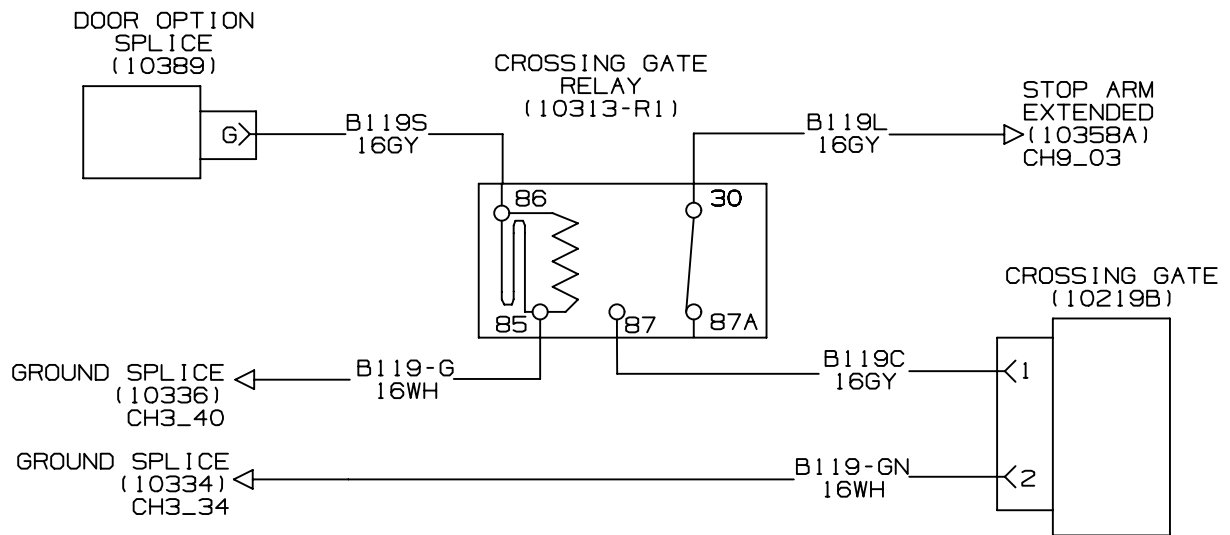 DOOR OPTION
SPLICE
(10389)
G
B119S
16GY
CROSSING GATE
RELAY
(10313-R1)
B119L
16GY
STOP ARM
EXTENDED
(10358A)
CH9_03
86
30
85
87
87A
CROSSING GATE
(10219B)
GROUND SPLICE
(10336)
CH3_40
B119-G
16WH
B119C
16GY
1
GROUND SPLICE
(10334)
CH3_34
B119-GN
16WH
2